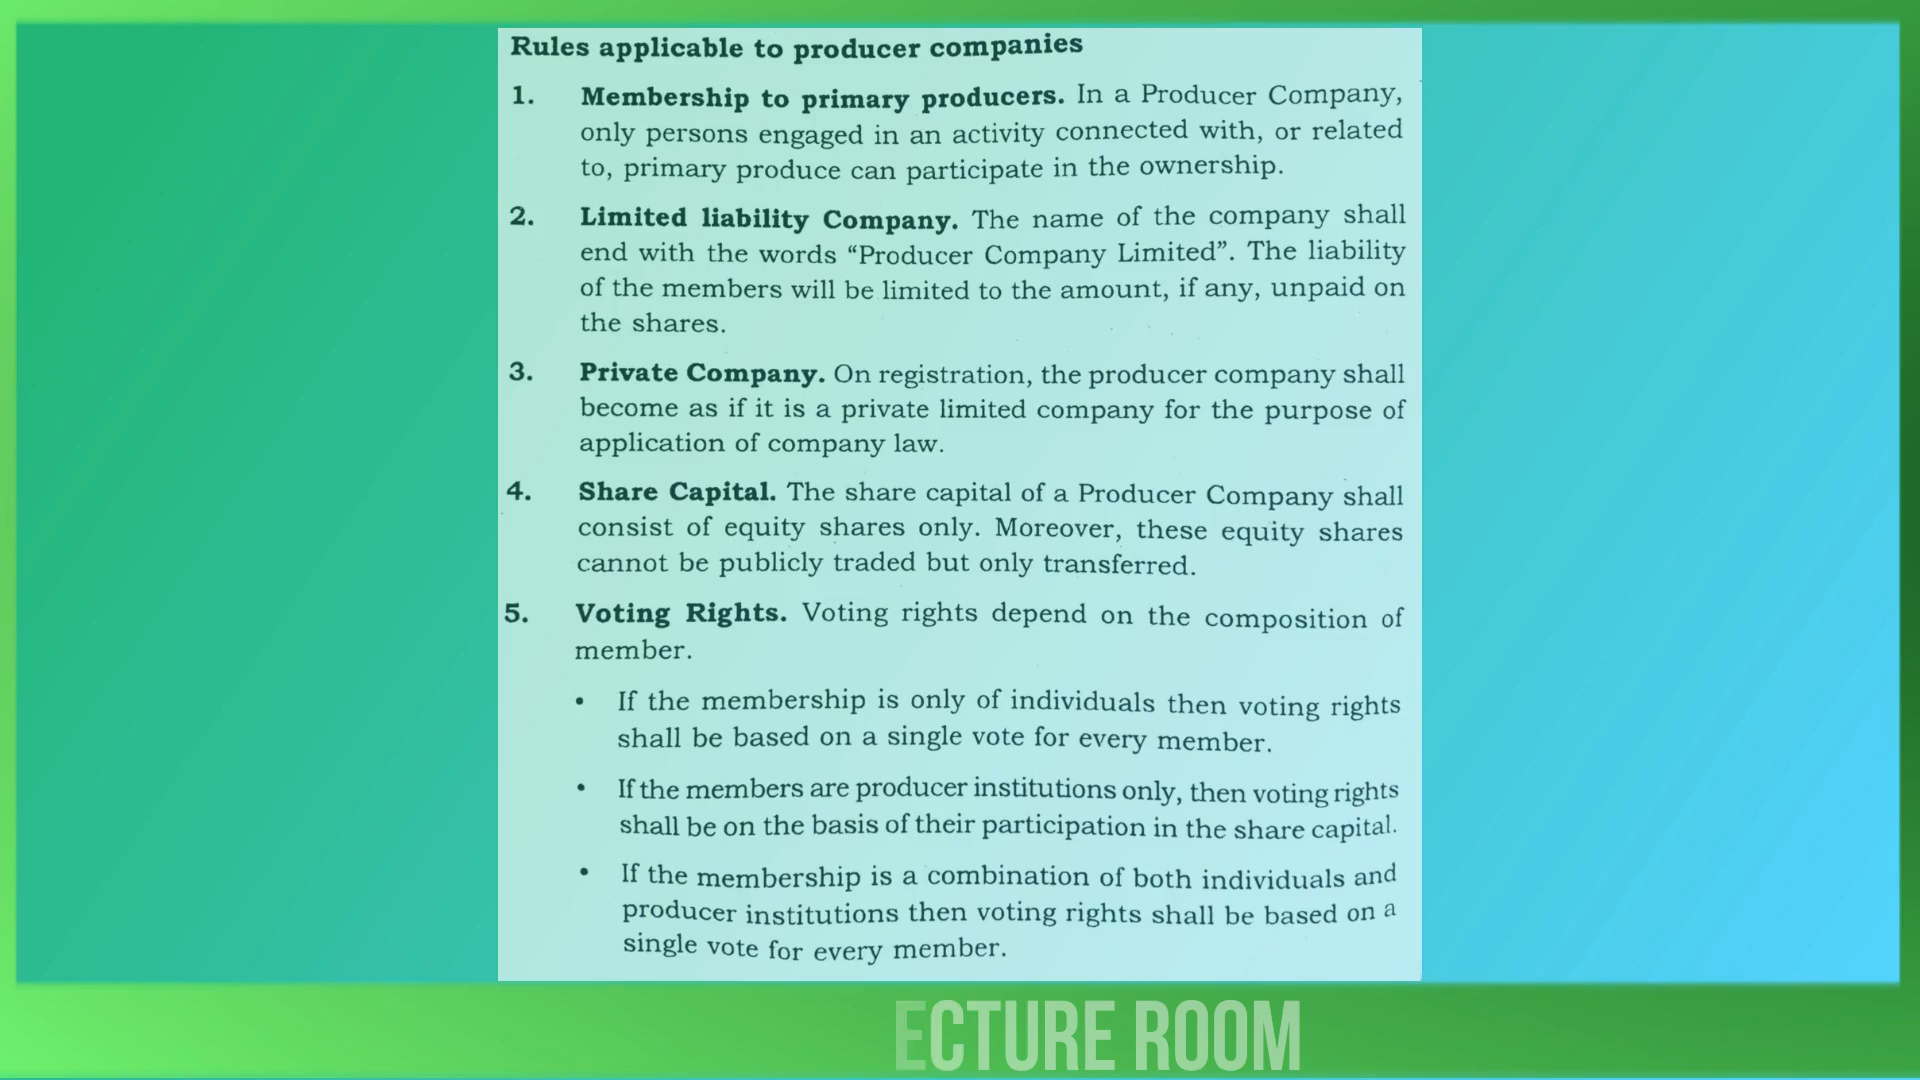 Rules applicable to producer companies
1. Membership to primary producers. In a Producer Company,
only persons engaged in an activity connected with, or related
to, primary produce can participate in the ownership.
2. Limited liability Company. The name of the company shall
end with the words “Producer Company Limited”. The liability
of the members will be limited to the amount, if any, unpaid on
the shares.
3. Private Company. On registration, the producer company shall
become as if it is a private limited company for the purpose of
application of company law.
4. Share Capital. The share capital of a Producer Company shall
consist of equity shares only. Moreover, these equity shares
cannot be publicly traded but only transferred.
5. Voting Rights. Voting rights depend on the composition of
member.
• If the membership is only of individuals then voting rights
shall be based on a single vote for every member.
• If the members are producer institutions only, then voting rights
shall be on the basis of their participation in the share capital.
• If the membership is a combination of both individuals and
producer institutions then voting rights shall be based on a
single vote for every member.
ECTURE ROOM